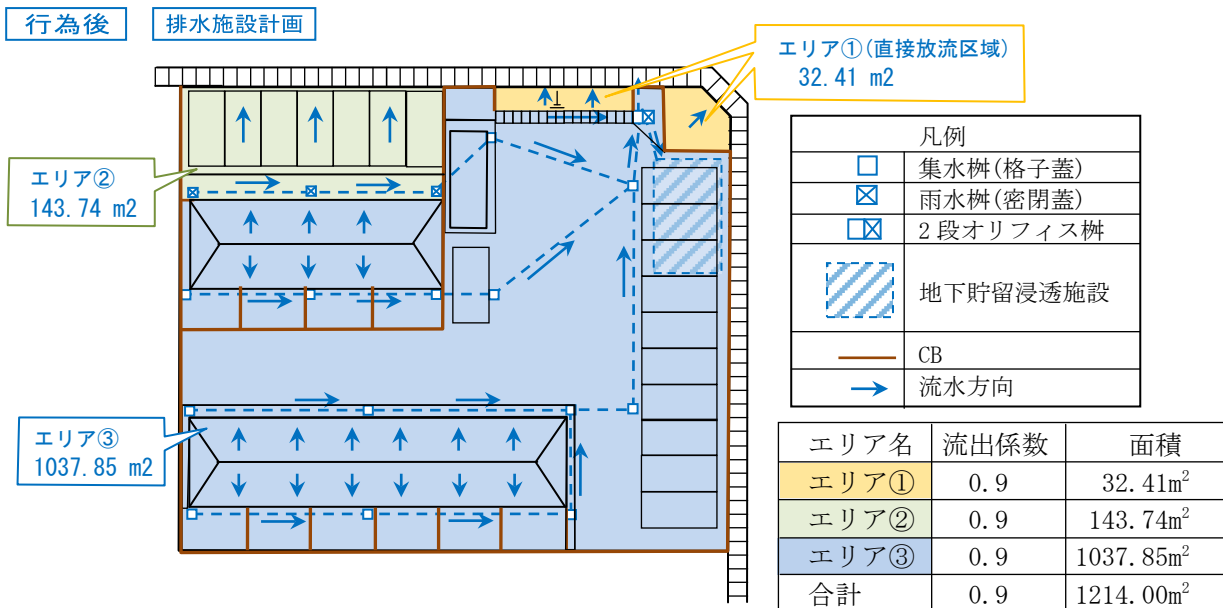 行為後
排水施設計画
エリア①(直接放流区域)
32.41 m2
エリア②
143.74 m2
エリア③
1037.85 m2
凡例
集水桝(格子蓋)
雨水桝(密閉蓋)
2段オリフィス桝
地下貯留浸透施設
CB
流水方向
エリア名 流出係数 面積
エリア① 0.9 32.41m²
エリア② 0.9 143.74m²
エリア③ 0.9 1037.85m²
合計 0.9 1214.00m²